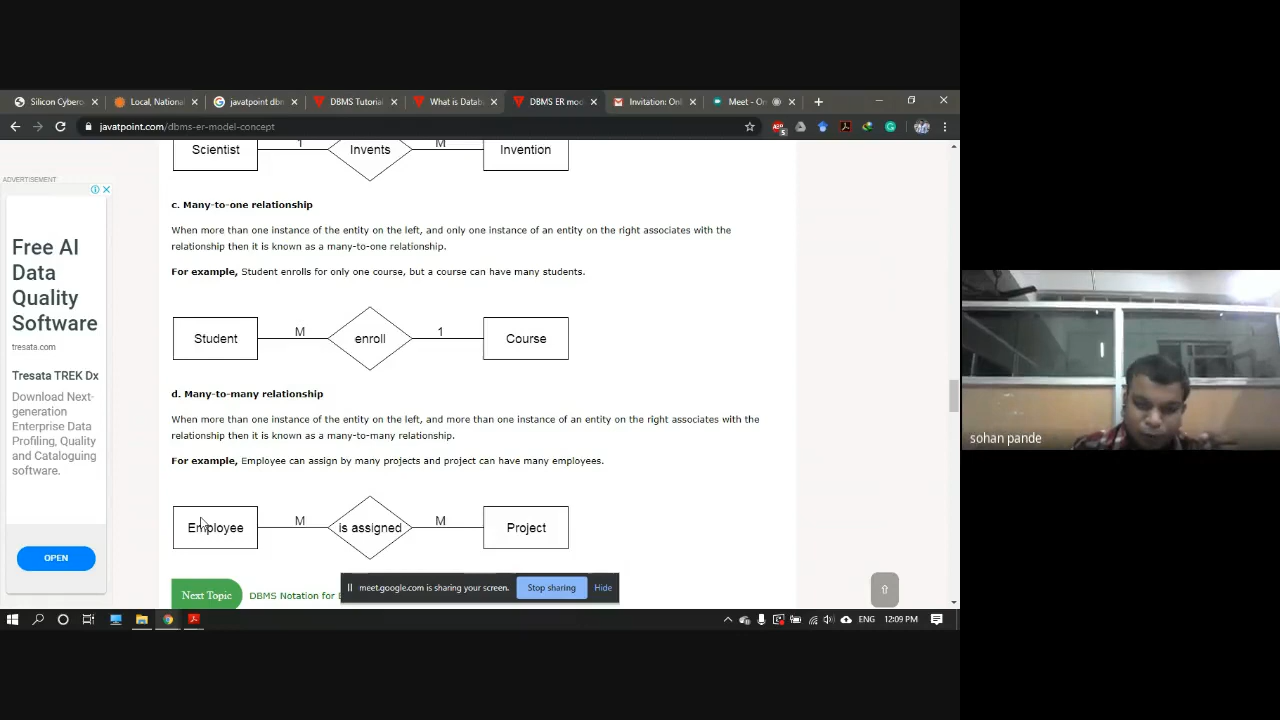 Silicon Cybero
Local, National
javatpoint dbn
DBMS Tutorial
What is Datab
DBMS ER mod
Invitation: Onl
Meet - On
javatpoint.com/dbms-er-model-concept
Scientist
1
Invents
M
Invention
ADVERTISEMENT
Free AI
Data
Quality
Software
tresata.com
Tresata TREK Dx
Download Next-
generation
Enterprise Data
Profiling, Quality
and Cataloguing
software.
OPEN
c. Many-to-one relationship
When more than one instance of the entity on the left, and only one instance of an entity on the right associates with the
relationship then it is known as a many-to-one relationship.
For example, Student enrolls for only one course, but a course can have many students.
Student
M
enroll
1
Course
d. Many-to-many relationship
When more than one instance of the entity on the left, and more than one instance of an entity on the right associates with the
relationship then it is known as a many-to-many relationship.
For example, Employee can assign by many projects and project can have many employees.
Employee
M
is assigned
M
Project
Next Topic
DBMS Notation for E
meet.google.com is sharing your screen.
Stop sharing
Hide
sohan pande
ENG
12:09 PM